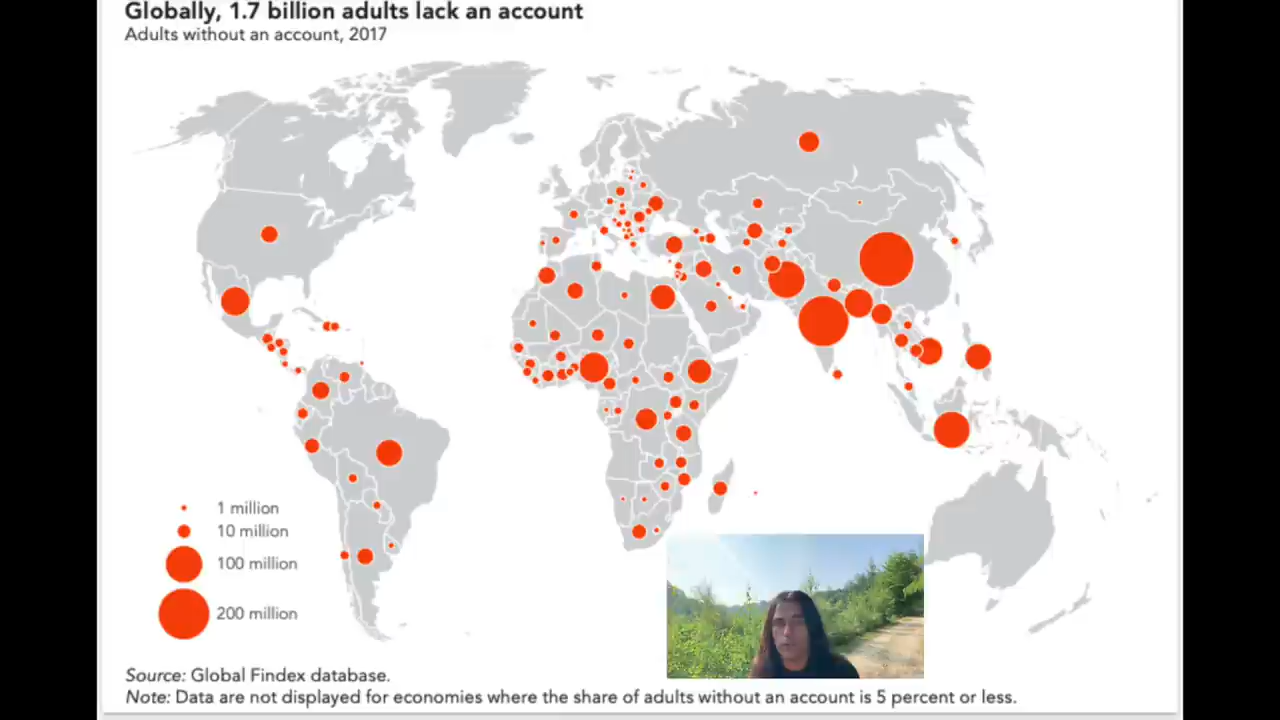 Globally, 1.7 billion adults lack an account
Adults without an account, 2017
1 million
10 million
100 million
200 million
Source: Global Findex database.
Note: Data are not displayed for economies where the share of adults without an account is 5 percent or less.